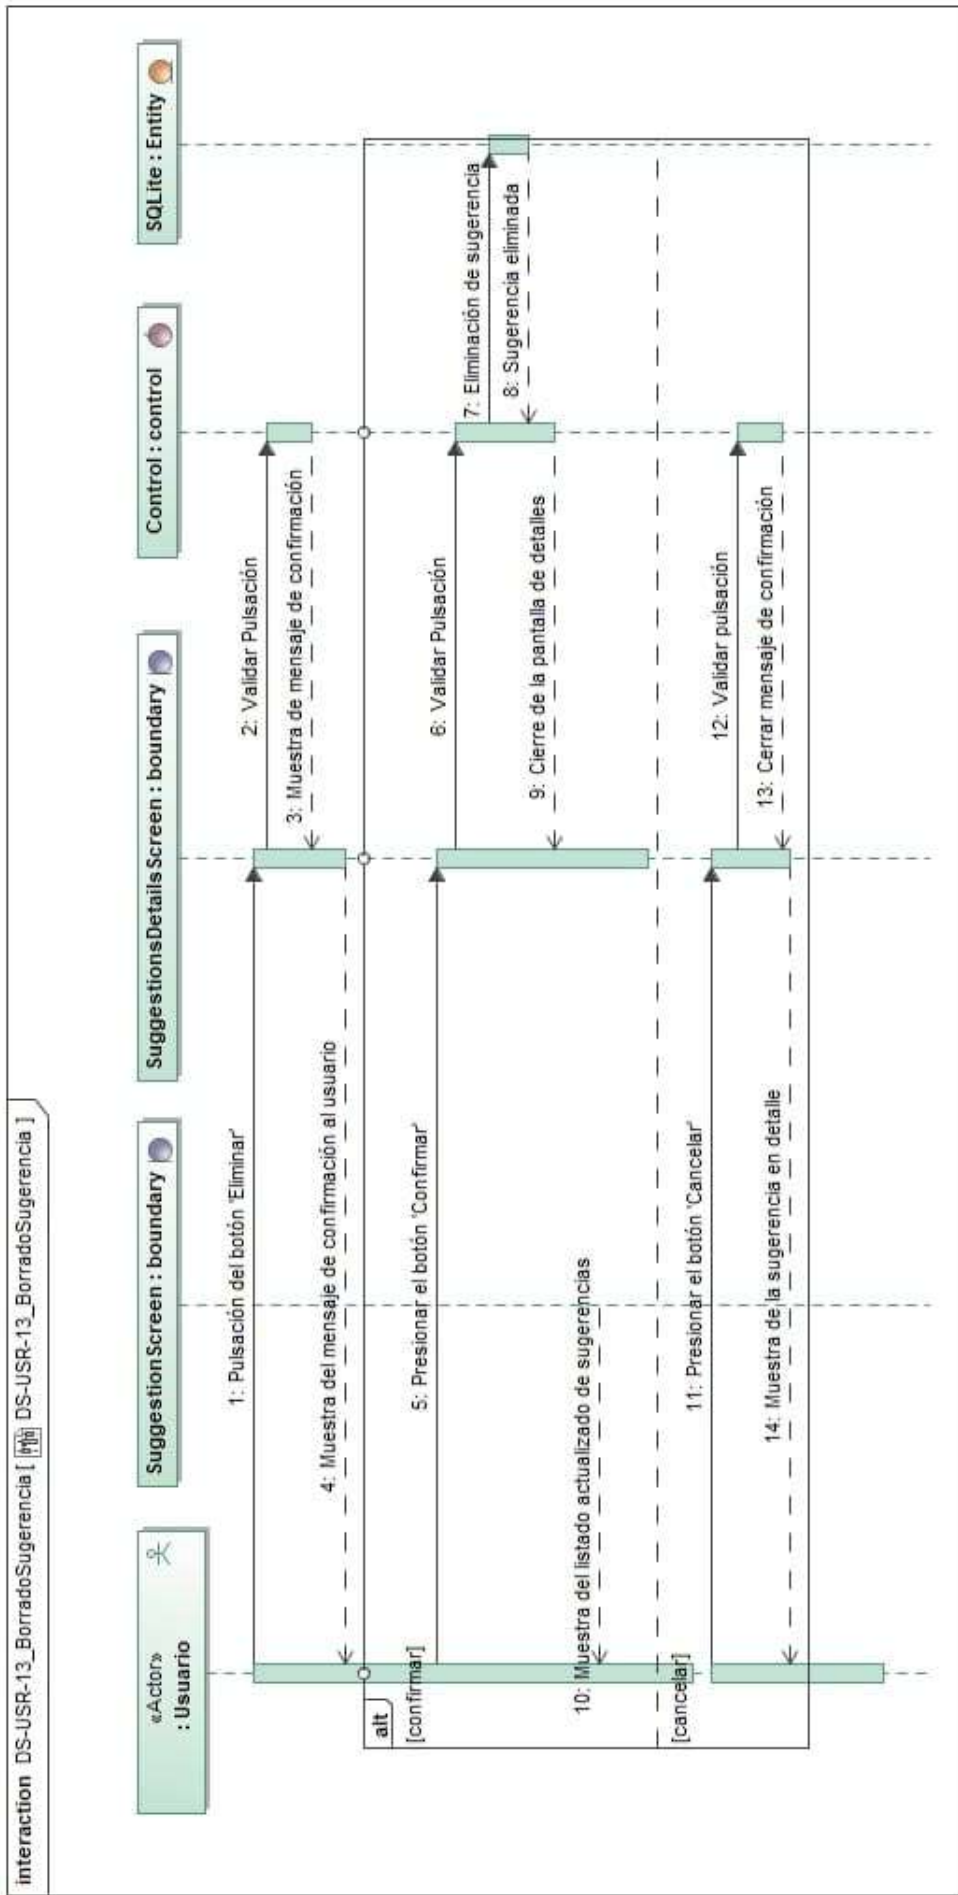 interaction DS-USR-13_BorradoSugerencia [ DS-USR-13_BorradoSugerencia ]
«Actor»
: Usuario
SuggestionScreen : boundary
SuggestionsDetailsScreen : boundary
Control : control
SQLite : Entity
1: Pulsación del botón 'Eliminar'
2: Validar Pulsación
3: Muestra de mensaje de confirmación
4: Muestra del mensaje de confirmación al usuario
alt
[confirmar]
5: Presionar el botón 'Confirmar'
6: Validar Pulsación
7: Eliminación de sugerencia
8: Sugerencia eliminada
9: Cierre de la pantalla de detalles
10: Muestra del listado actualizado de sugerencias
[cancelar]
11: Presionar el botón 'Cancelar'
12: Validar pulsación
13: Cerrar mensaje de confirmación
14: Muestra de la sugerencia en detalle